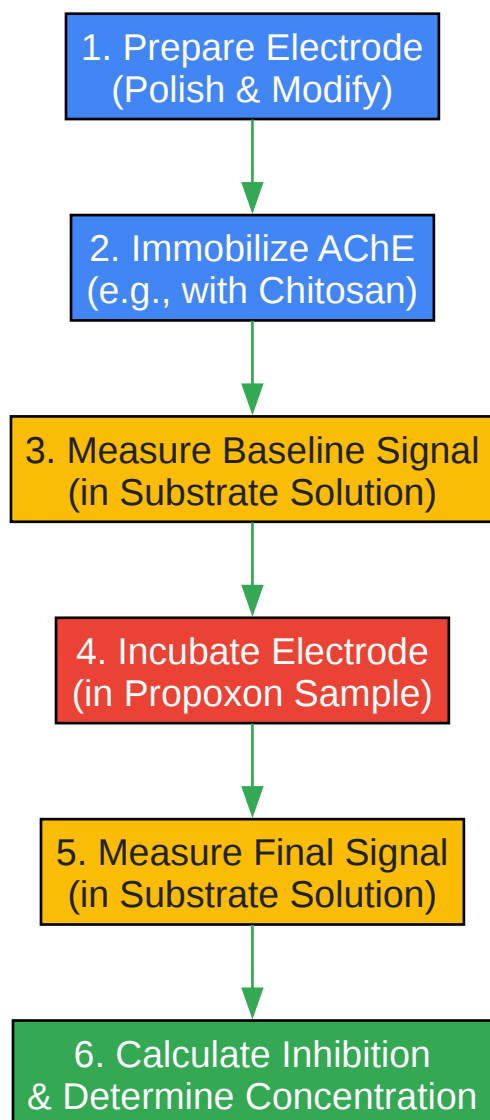 1. Prepare Electrode
(Polish & Modify)
2. Immobilize AChE
(e.g., with Chitosan)
3. Measure Baseline Signal
(in Substrate Solution)
4. Incubate Electrode
(in Propoxon Sample)
5. Measure Final Signal
(in Substrate Solution)
6. Calculate Inhibition
& Determine Concentration